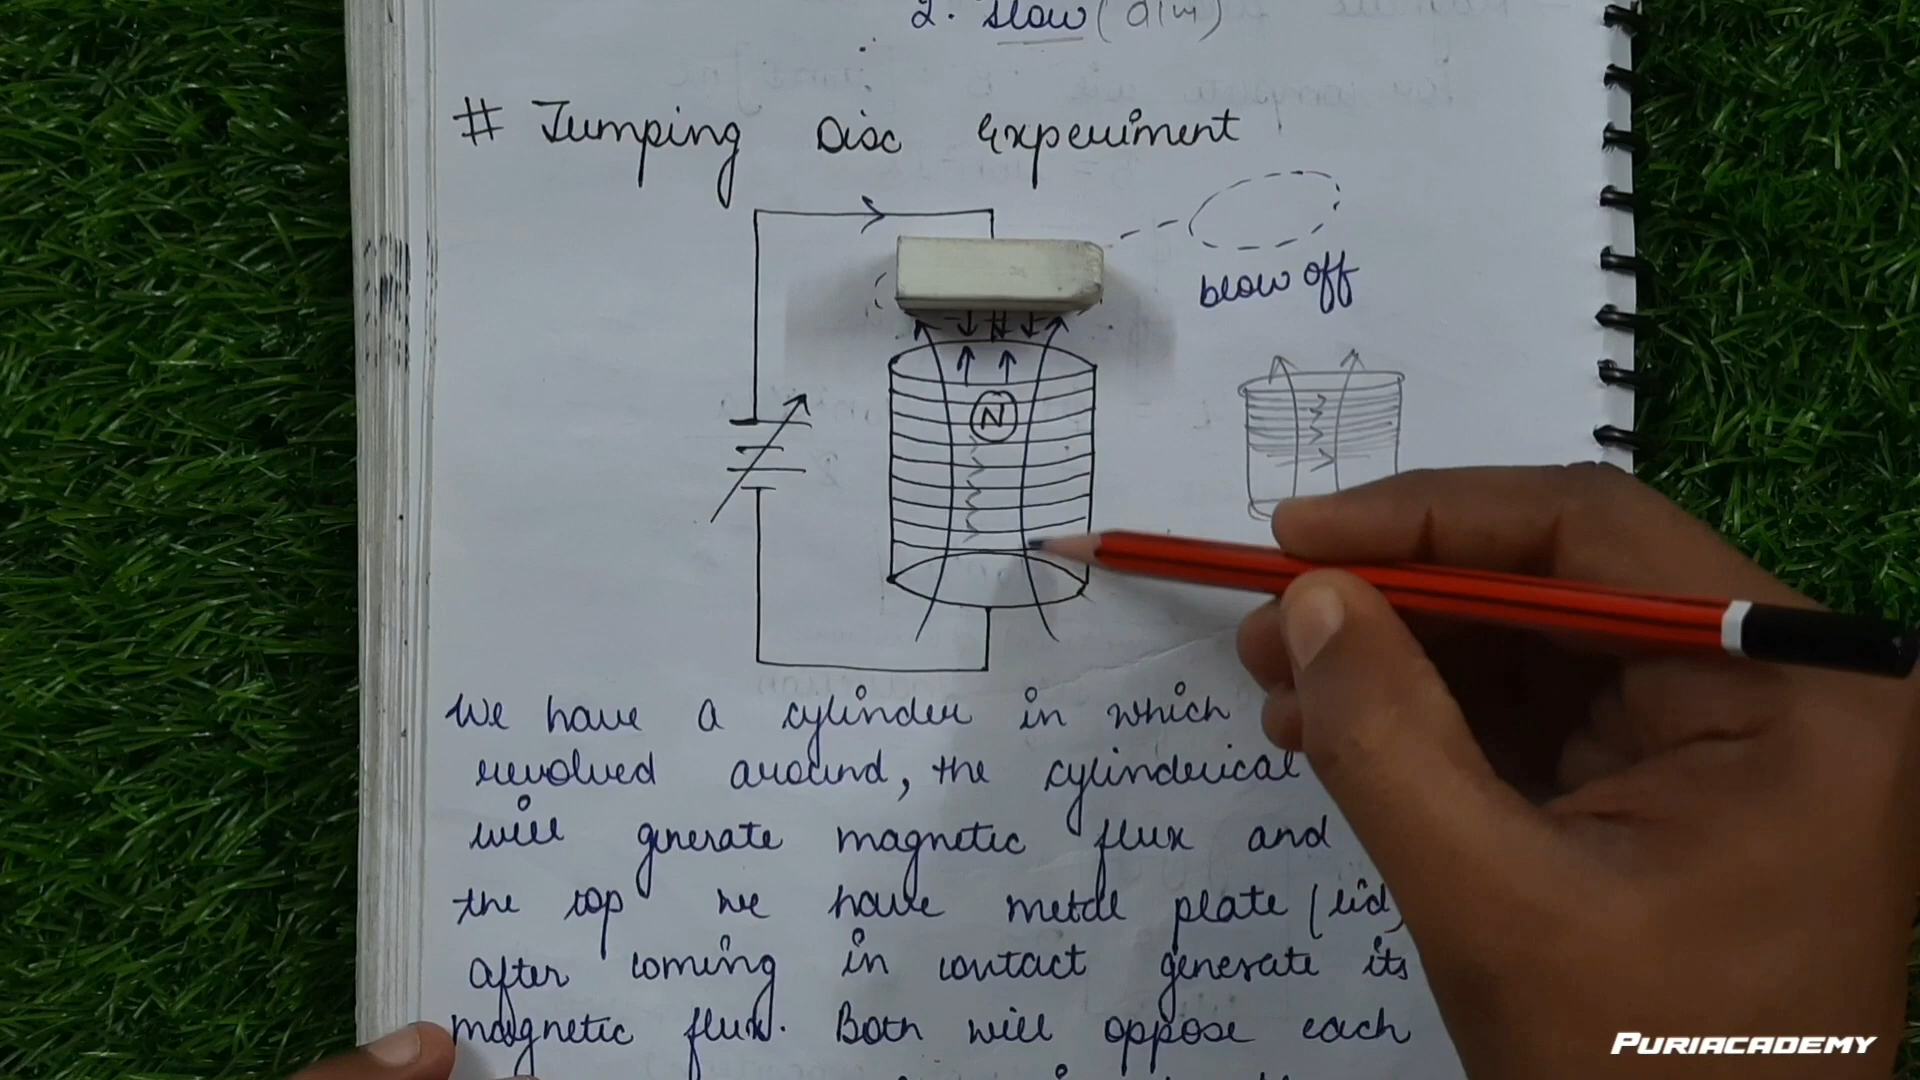 2. Slow (dim)
# Jumping Disc Experiment
blow off
N
We have a cylinder in which
revolved around, the cylinderical
will generate magnetic flux and
the top we have metal plate (lid)
after coming in contact generate its
magnetic flux. Both will oppose each
PURIACADEMY